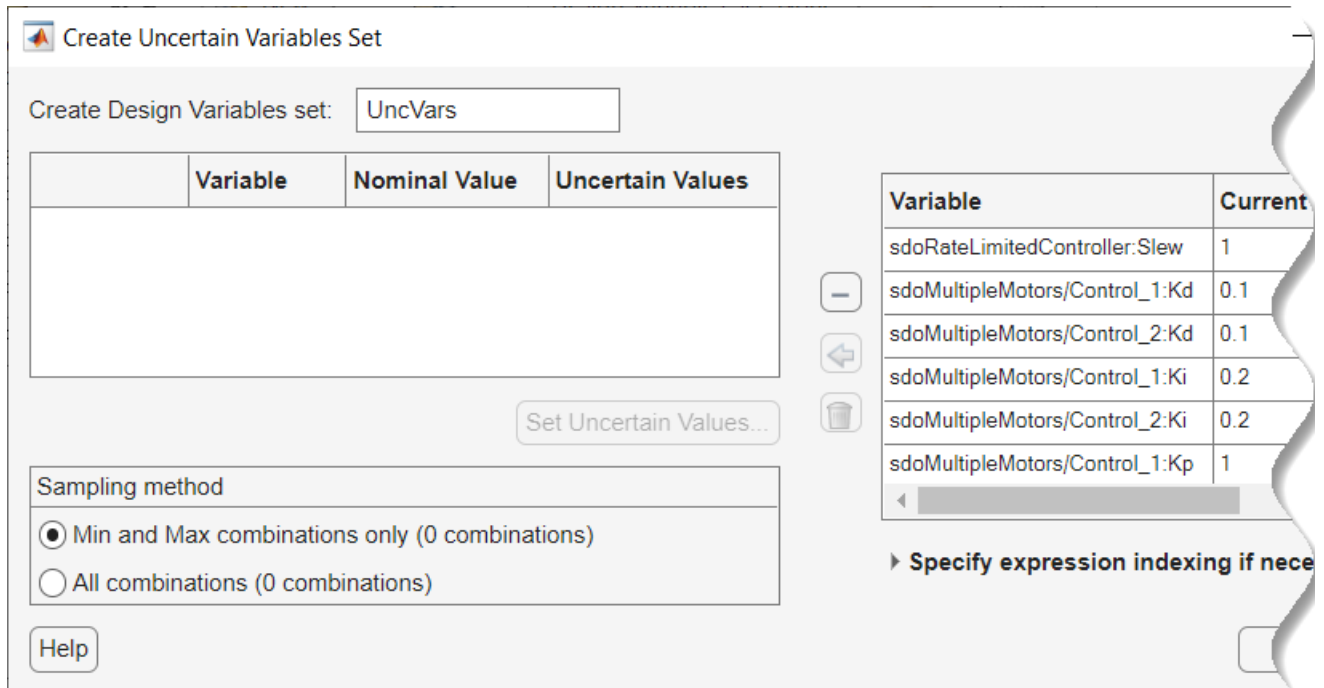 Create Uncertain Variables Set
Create Design Variables set: UncVars
Variable Nominal Value Uncertain Values
Set Uncertain Values...
Sampling method
Min and Max combinations only (0 combinations)
All combinations (0 combinations)
Help
Variable Current
sdoRateLimitedController:Slew 1
sdoMultipleMotors/Control_1:Kd 0.1
sdoMultipleMotors/Control_2:Kd 0.1
sdoMultipleMotors/Control_1:Ki 0.2
sdoMultipleMotors/Control_2:Ki 0.2
sdoMultipleMotors/Control_1:Kp 1
Specify expression indexing if nece